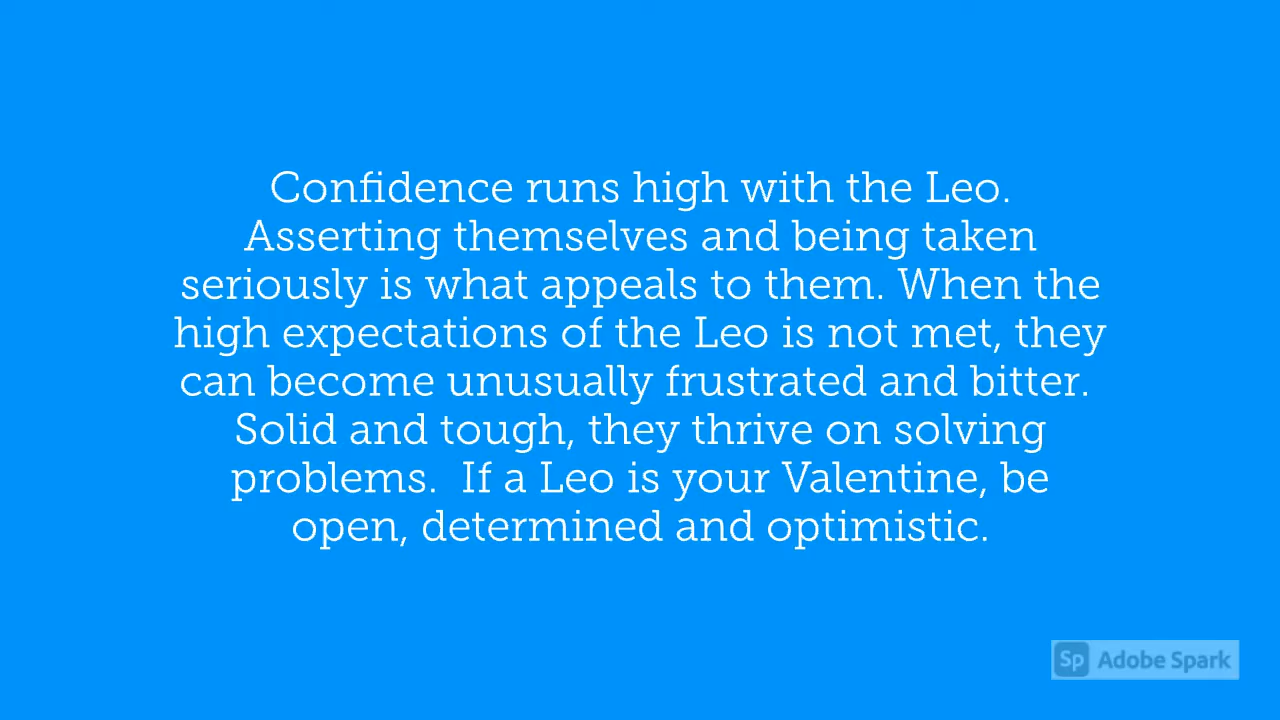 Confidence runs high with the Leo.
Asserting themselves and being taken
seriously is what appeals to them. When the
high expectations of the Leo is not met, they
can become unusually frustrated and bitter.
Solid and tough, they thrive on solving
problems.  If a Leo is your Valentine, be
open, determined and optimistic.
Sp Adobe Spark